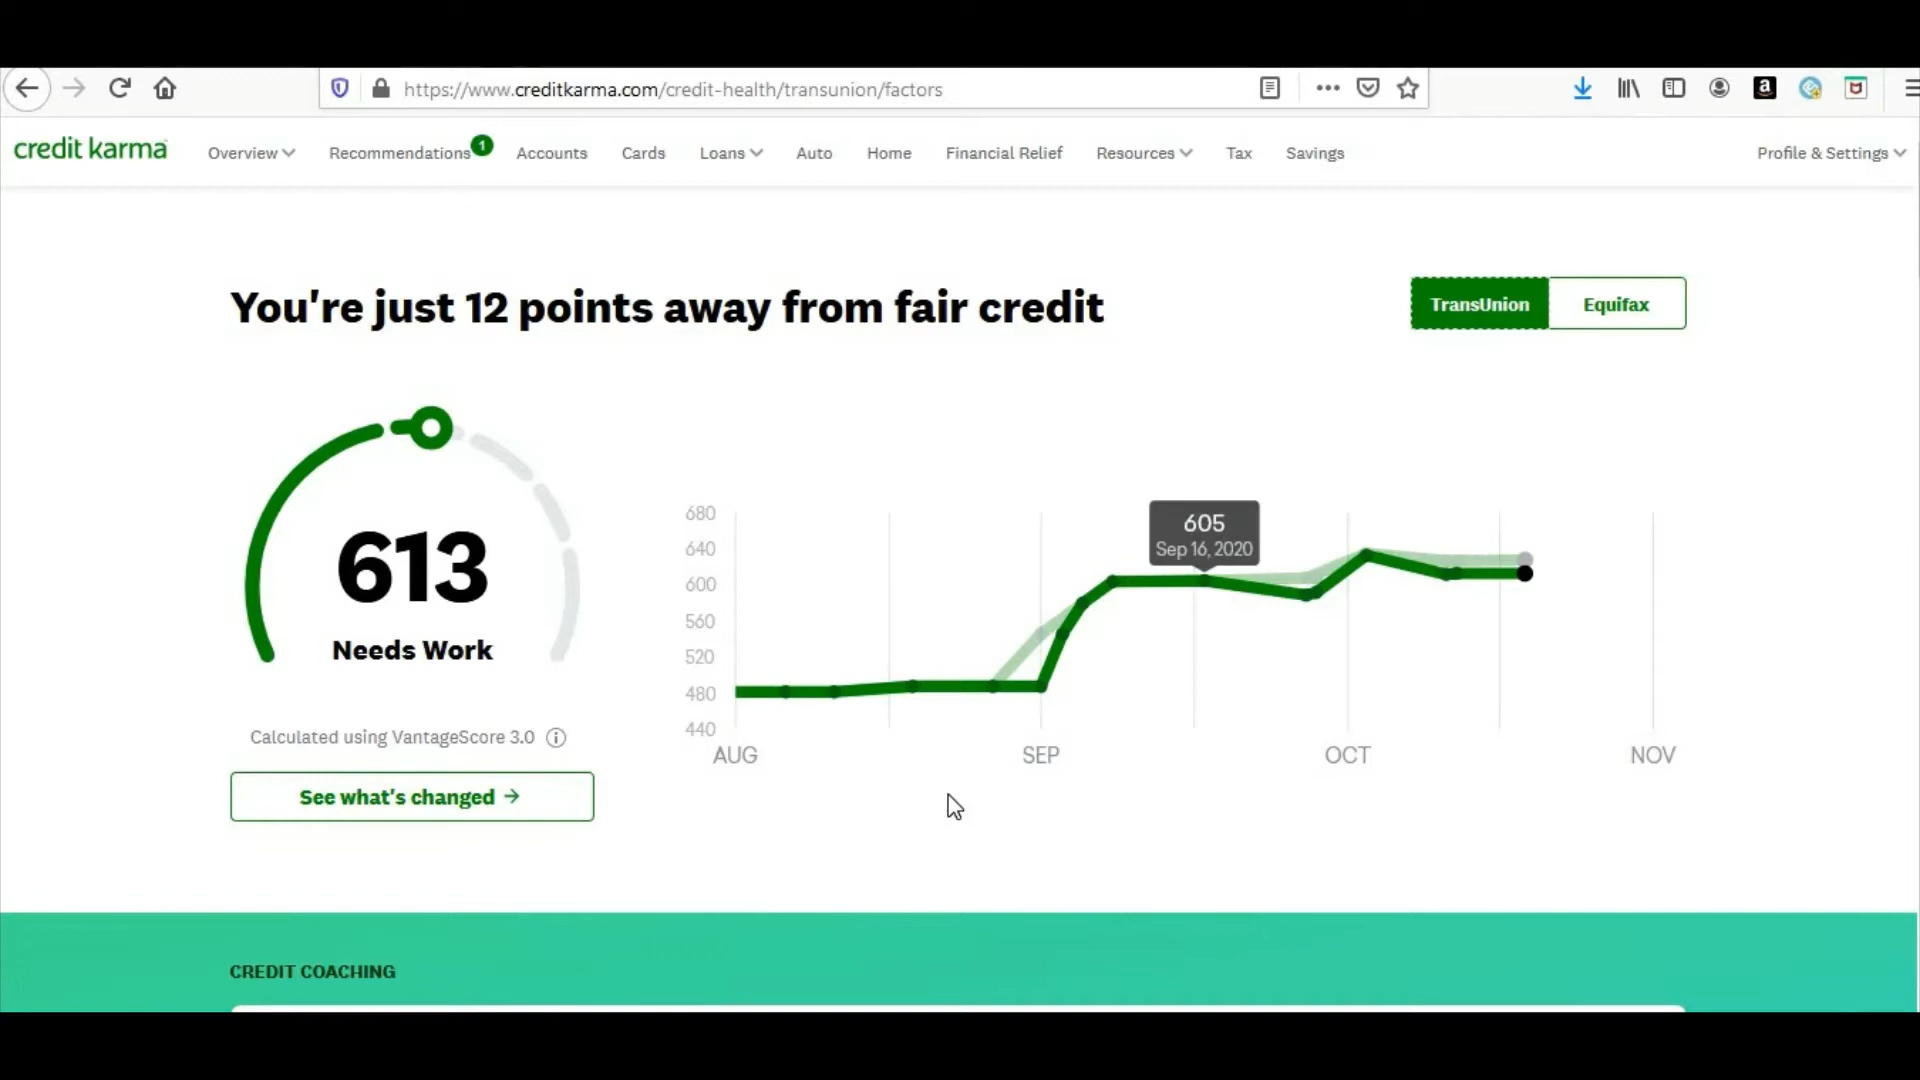 https://www.creditkarma.com/credit-health/transunion/factors
credit karma
Overview
Recommendations
1
Accounts
Cards
Loans
Auto
Home
Financial Relief
Resources
Tax
Savings
Profile & Settings
You're just 12 points away from fair credit
TransUnion
Equifax
613
Needs Work
Calculated using VantageScore 3.0
See what's changed →
680
640
600
560
520
480
440
605
Sep 16, 2020
AUG
SEP
OCT
NOV
CREDIT COACHING